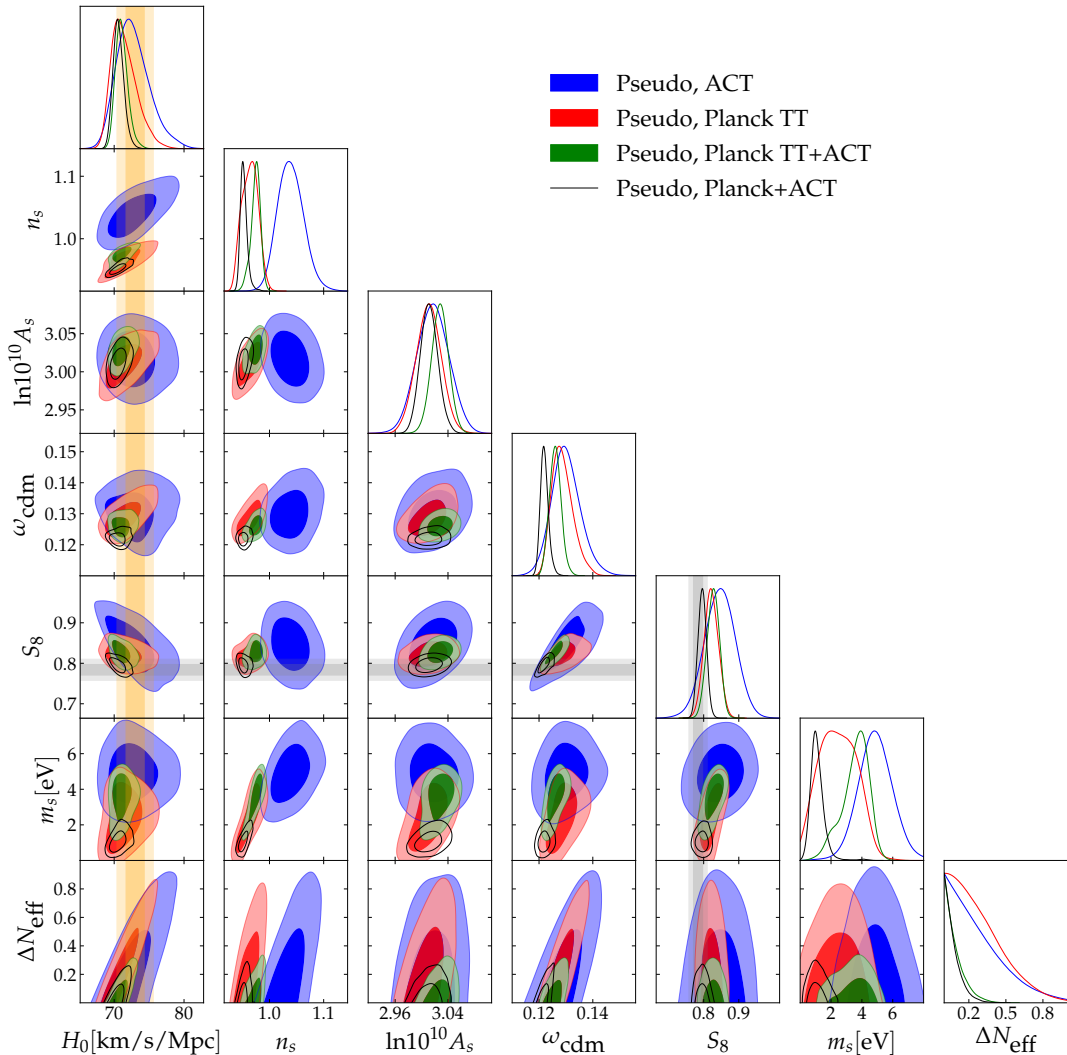 Pseudo, ACT
Pseudo, Planck TT
Pseudo, Planck TT+ACT
Pseudo, Planck+ACT
1.1
1.0
n_s
3.05
3.00
2.95
ln10^10 A_s
0.15
0.14
0.13
0.12
ω_cdm
0.9
0.8
0.7
S_8
6
4
2
m_s[eV]
0.8
0.6
0.4
0.2
ΔN_eff
70 80
1.0 1.1
2.96 3.04
0.12 0.14
0.8 0.9
2 4 6
0.2 0.5 0.8
H_0[km/s/Mpc] n_s ln10^10 A_s ω_cdm S_8 m_s[eV] ΔN_eff